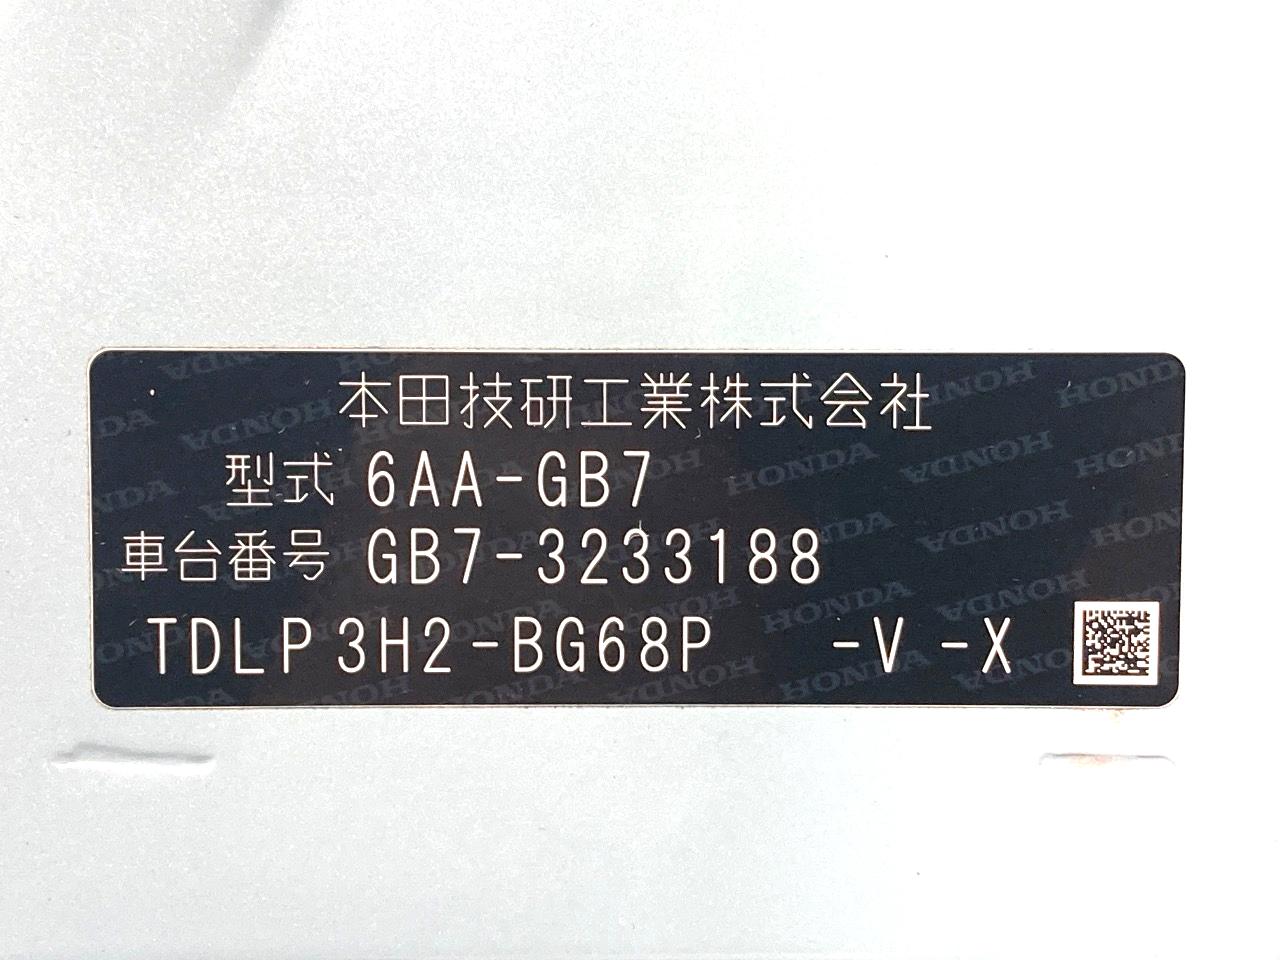 本田技研工業株式会社
型式 6AA-GB7
車台番号 GB7-3233188
TDLP3H2-BG68P -V -X